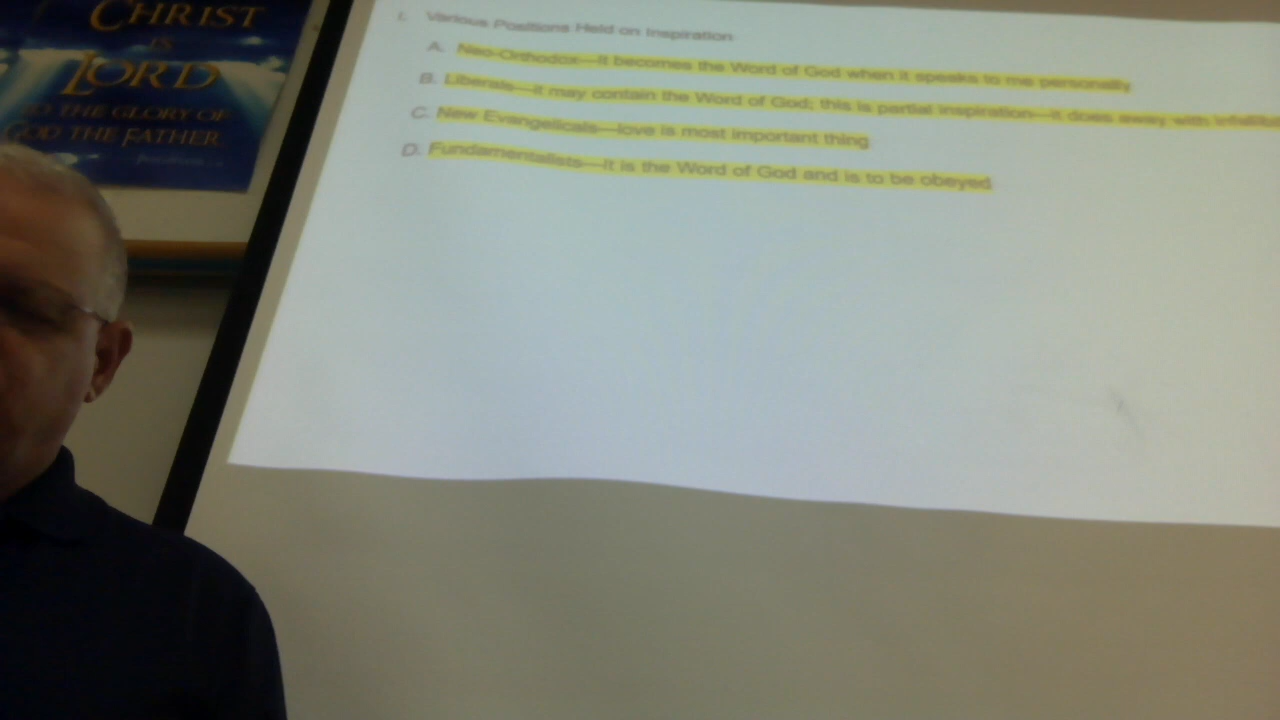 CHRIST
IS
LORD
TO THE GLORY OF
GOD THE FATHER
I. Various Positions Held on Inspiration
A. Neo-Orthodox—It becomes the Word of God when it speaks to me personally
B. Liberals—it may contain the Word of God; this is partial inspiration—it does away with
C. New Evangelicals—love is most important thing
D. Fundamentalists—It is the Word of God and is to be obeyed